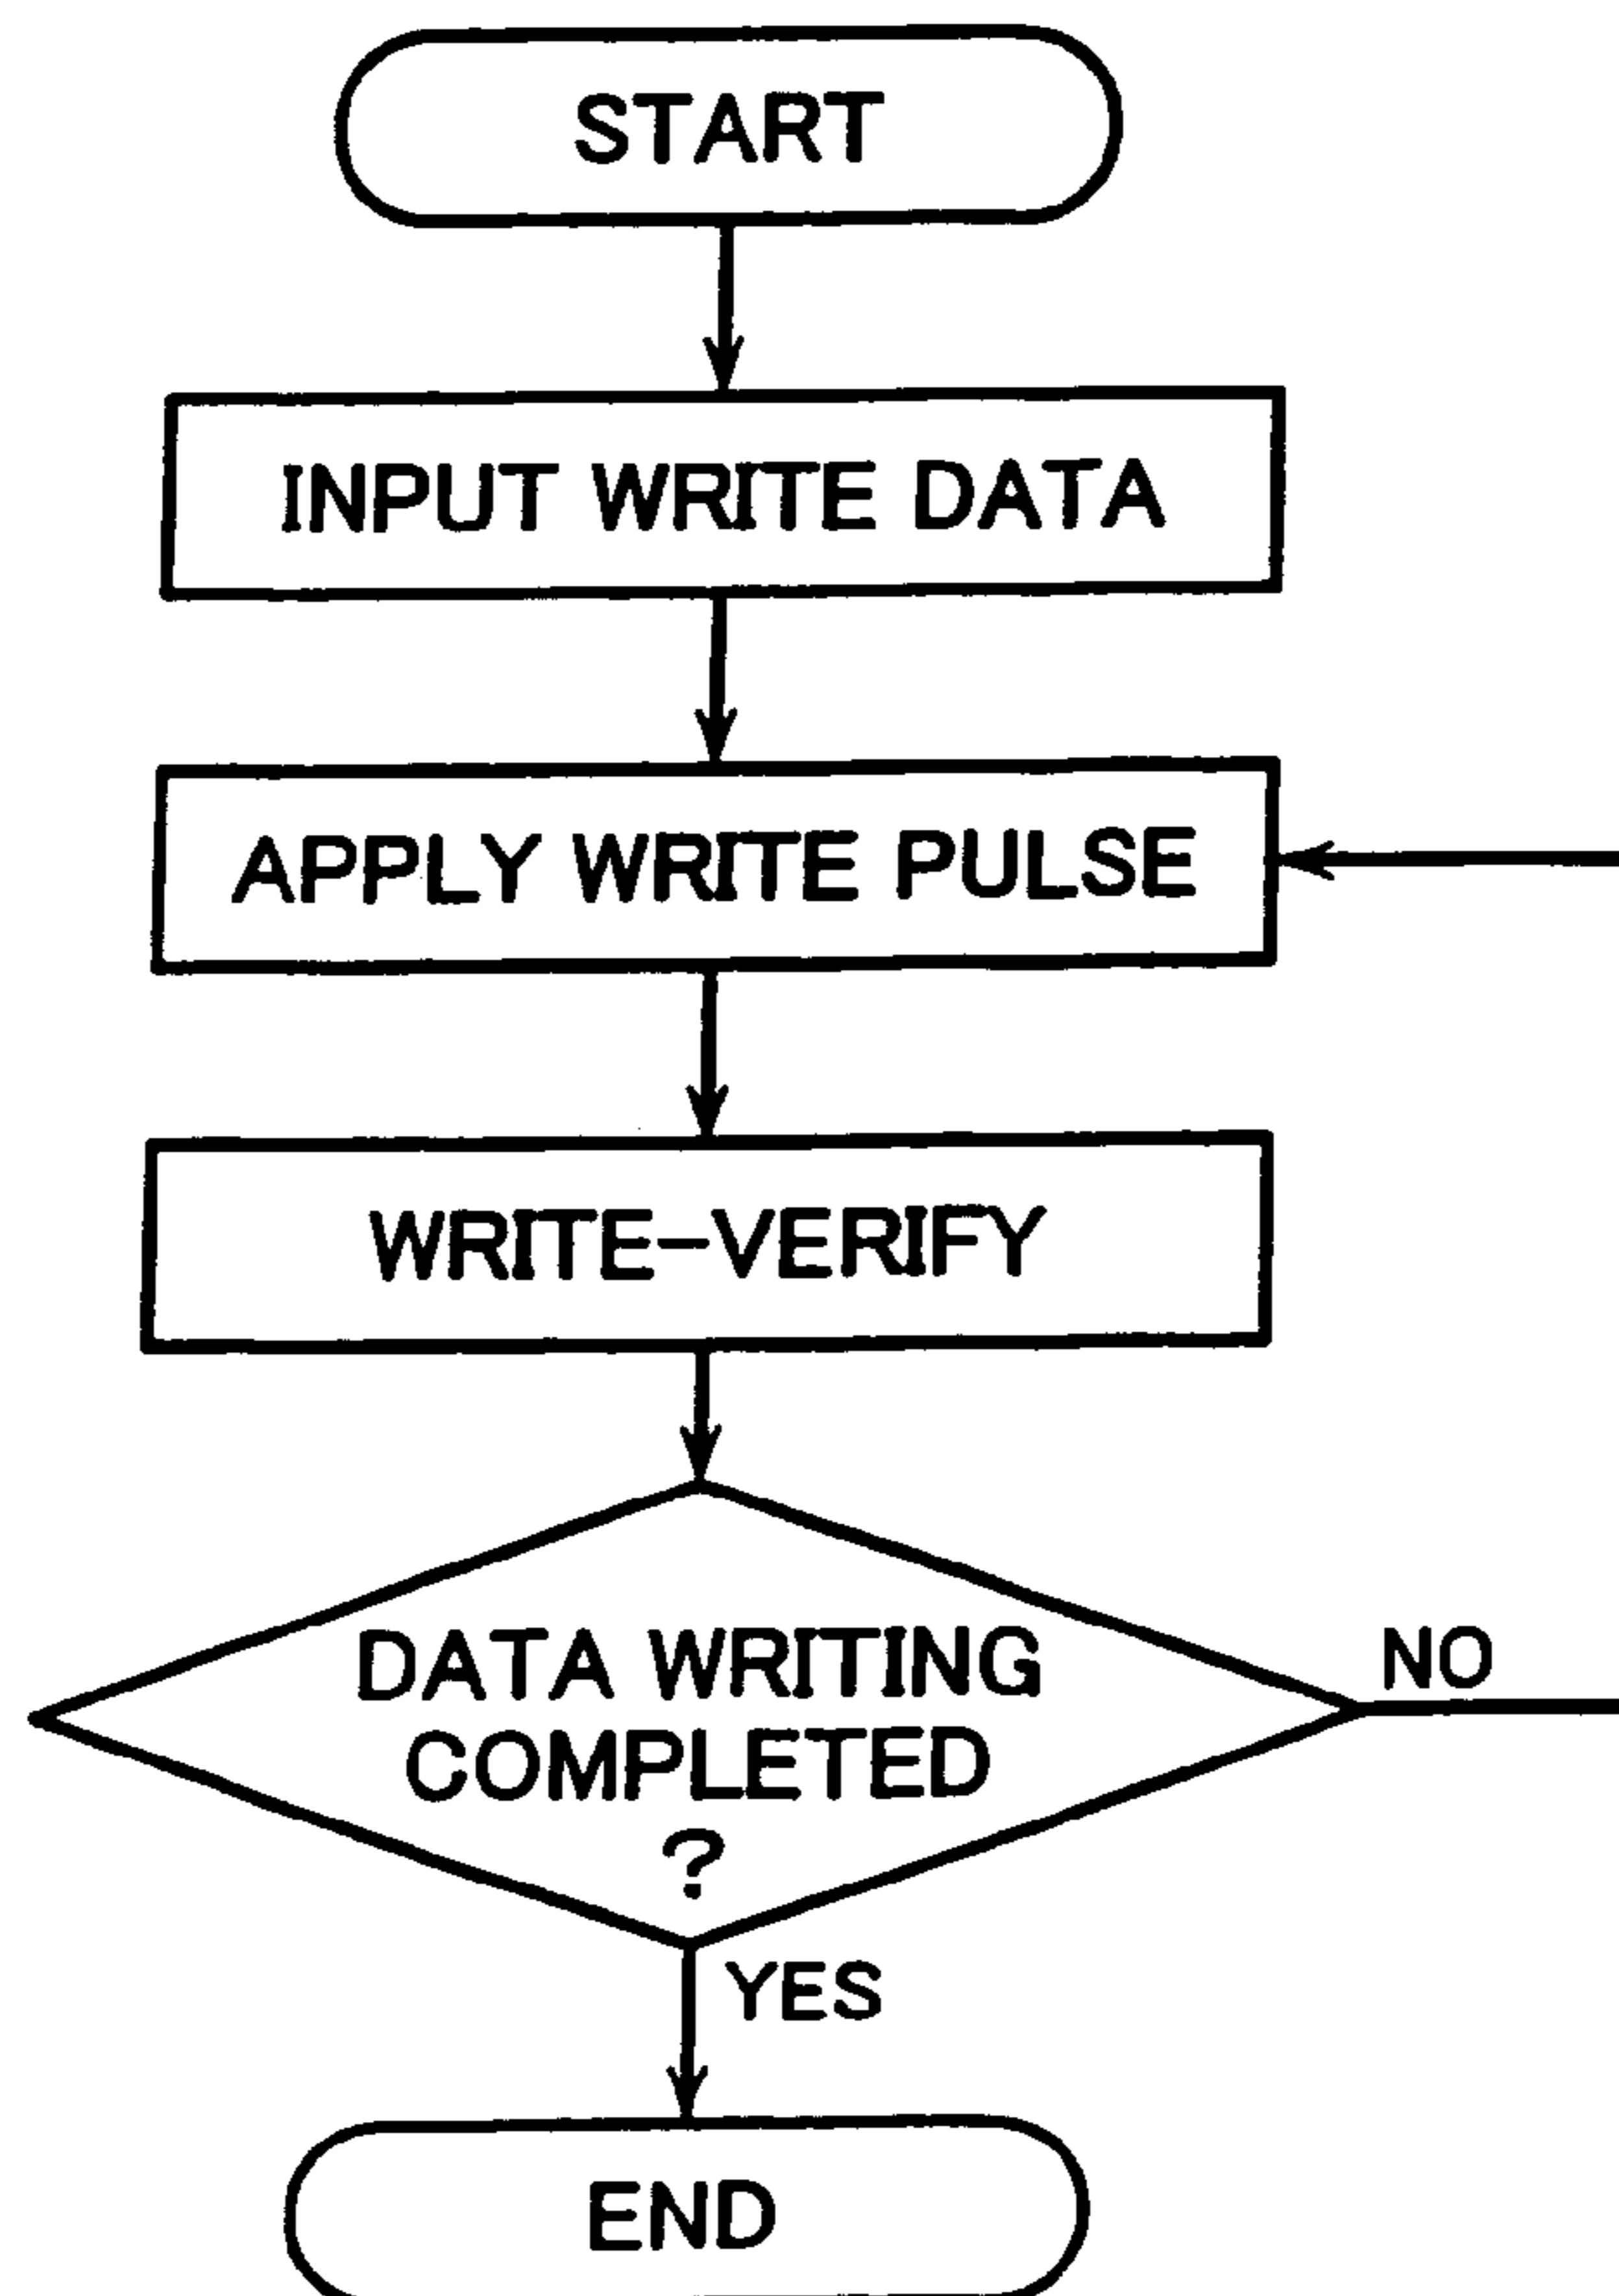 START
INPUT WRITE DATA
APPLY WRITE PULSE
WRITE-VERIFY
DATA WRITING
COMPLETED
?
NO
YES
END